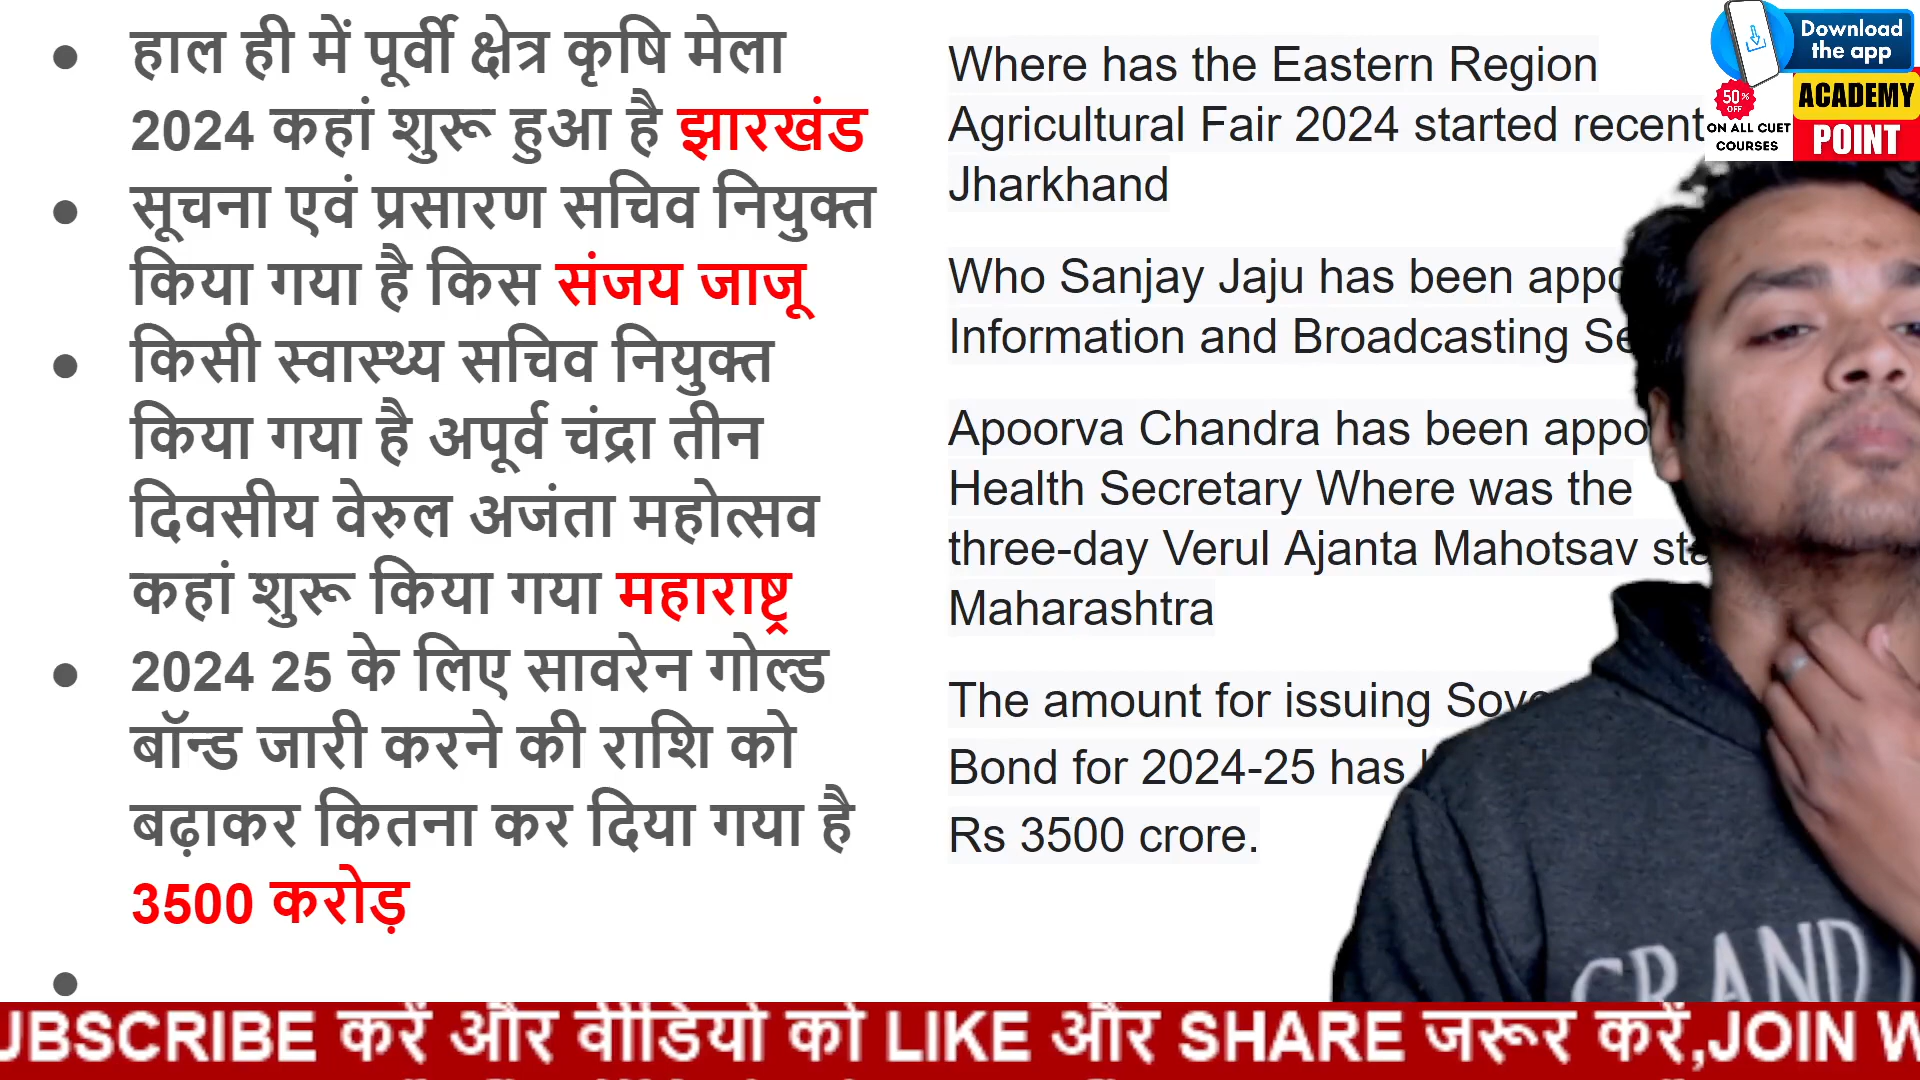 हाल ही में पूर्वी क्षेत्र कृषि मेला
2024 कहां शुरू हुआ है झारखंड
सूचना एवं प्रसारण सचिव नियुक्त
किया गया है किस संजय जाजू
किसी स्वास्थ्य सचिव नियुक्त
किया गया है अपूर्व चंद्रा तीन
दिवसीय वेरुल अजंता महोत्सव
कहां शुरू किया गया महाराष्ट्र
2024 25 के लिए सावरेन गोल्ड
बॉन्ड जारी करने की राशि को
बढ़ाकर कितना कर दिया गया है
3500 करोड़
Where has the Eastern Region
Agricultural Fair 2024 started recent
Jharkhand
Who Sanjay Jaju has been appo
Information and Broadcasting Se
Apoorva Chandra has been appo
Health Secretary Where was the
three-day Verul Ajanta Mahotsav sta
Maharashtra
The amount for issuing Sov
Bond for 2024-25 has
Rs 3500 crore.
Download
the app
50% OFF
ON ALL CUET
COURSES
ACADEMY
POINT
GRAND
UBSCRIBE करें और वीडियो को LIKE और SHARE जरूर करें,JOIN W